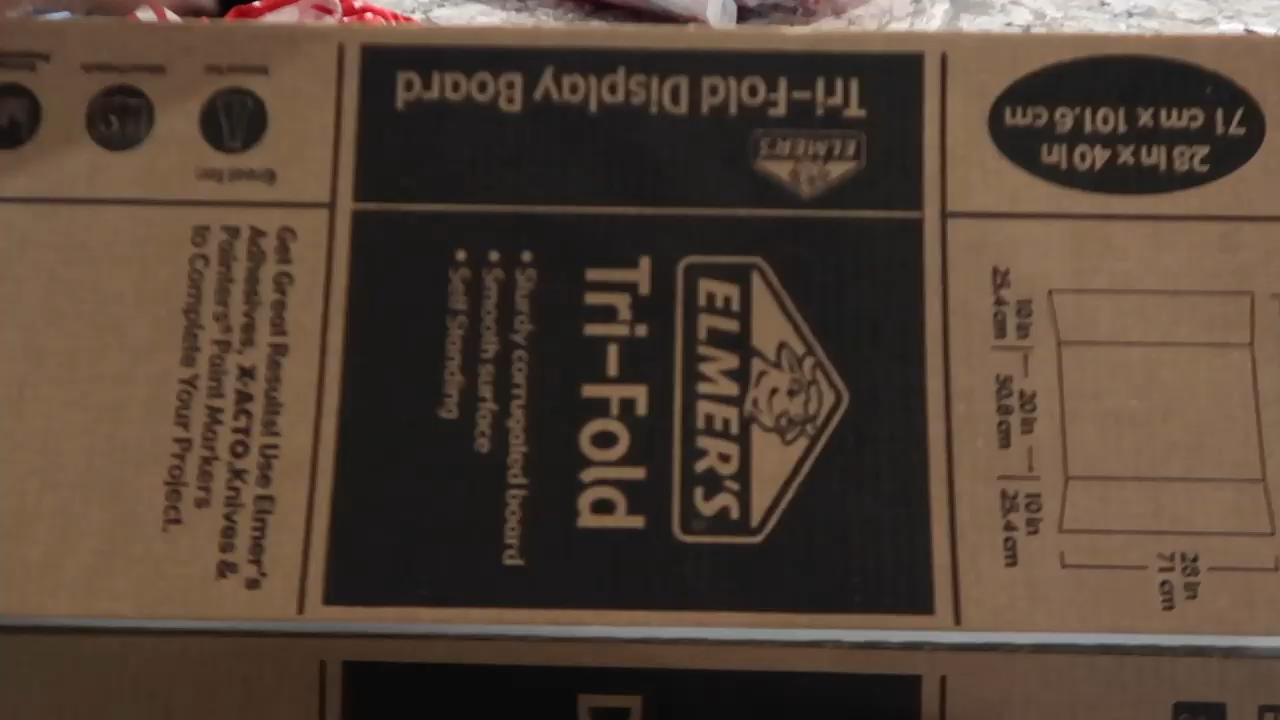 Tri-Fold Display Board
ELMER'S
28 In x 40 In
71 cm x 101.6 cm
Great for:
ELMER'S
Tri-Fold
• Sturdy corrugated board
• Smooth surface
• Self Standing
Get Great Results! Use Elmer's
Adhesives, X-ACTO Knives &
Painters® Paint Markers
to Complete Your Project.
10 In 20 In 10 In
25.4 cm 50.8 cm 25.4 cm
28 In
71 cm